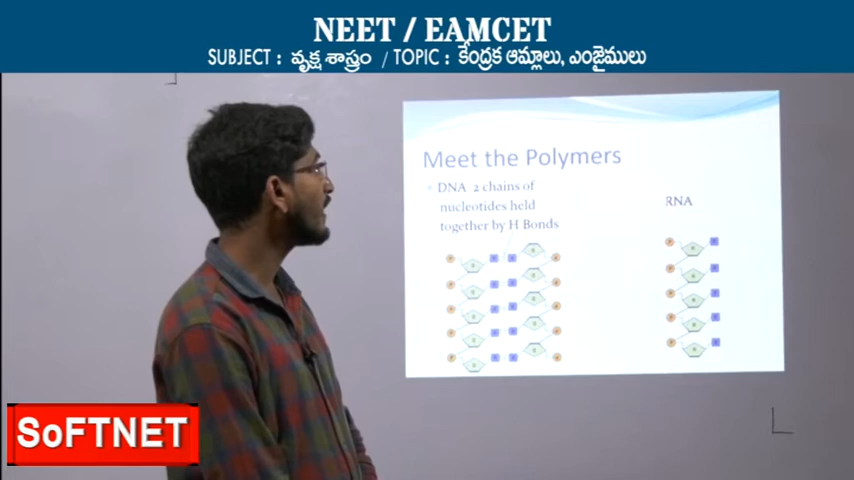 NEET / EAMCET
SUBJECT : వృక్ష శాస్త్రం / TOPIC : కేంద్రక ఆమ్లాలు, ఎంజైములు
Meet the Polymers
DNA 2 chains of
nucleotides held
together by H Bonds
RNA
SoFTNET